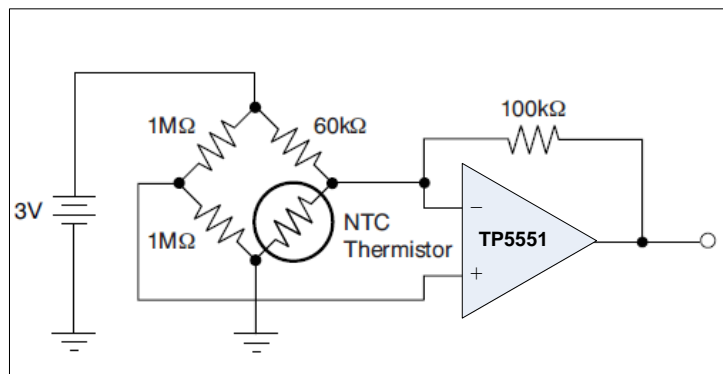 1MΩ
60kΩ
100kΩ
3V
1MΩ
NTC
Thermistor
−
TP5551
+